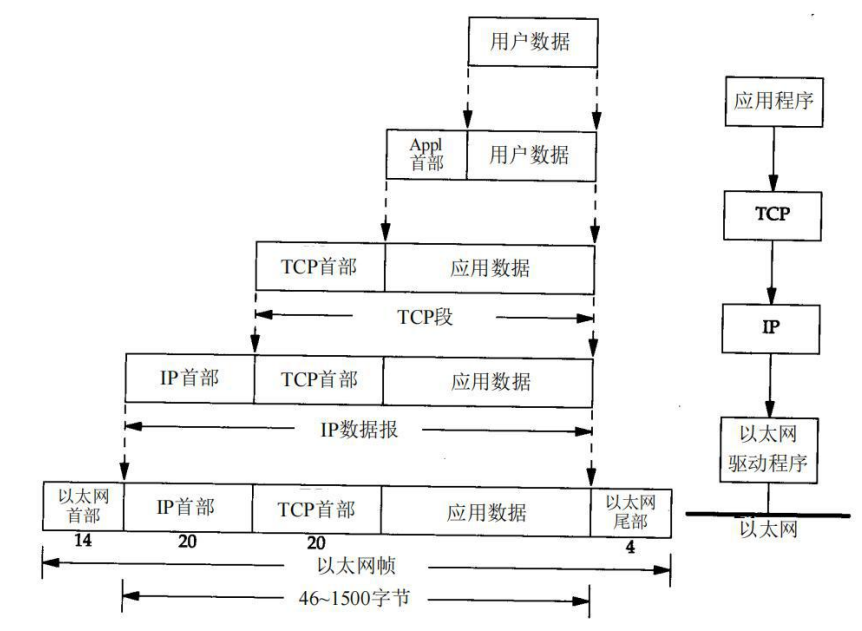 用户数据
应用程序
Appl
首部
用户数据
TCP
TCP首部
应用数据
TCP段
IP
IP首部
TCP首部
应用数据
IP数据报
以太网
驱动程序
以太网
首部
IP首部
TCP首部
应用数据
以太网
尾部
以太网
14
20
20
4
以太网帧
46~1500字节